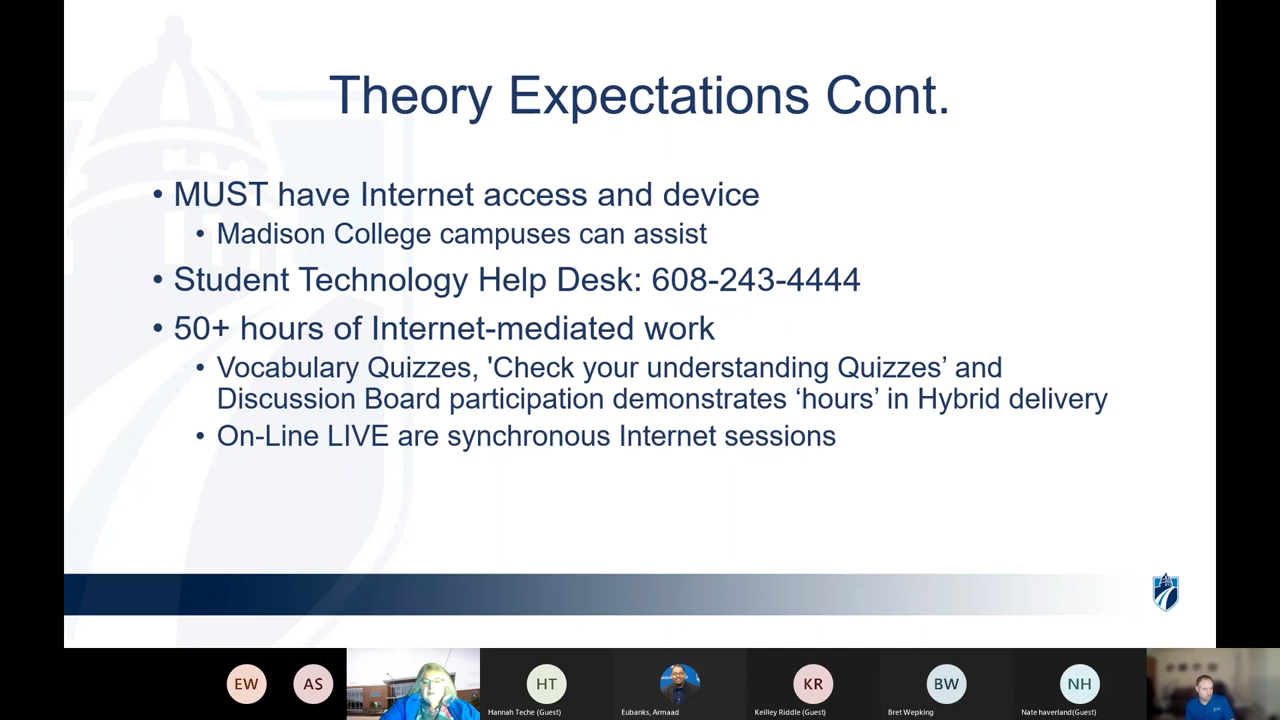 Theory Expectations Cont.
• MUST have Internet access and device
• Madison College campuses can assist
• Student Technology Help Desk: 608-243-4444
• 50+ hours of Internet-mediated work
• Vocabulary Quizzes, 'Check your understanding Quizzes’ and
Discussion Board participation demonstrates ‘hours’ in Hybrid delivery
• On-Line LIVE are synchronous Internet sessions
EW
AS
HT
KR
BW
NH
Hannah Teche (Guest)
Eubanks, Armaad
Keilley Riddle (Guest)
Bret Wepking
Nate haverland(Guest)